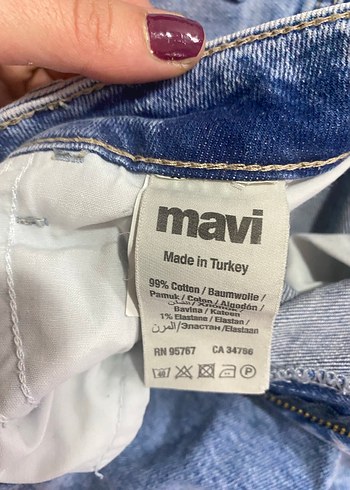 mavi
Made in Turkey
99% Cotton / Baumwolle /
Pamuk / Coton / Algodón /
Bavlna / Katoen
1% Elastane / Elastan /
Эластан /Elastaan
RN 95767 CA 34786
P